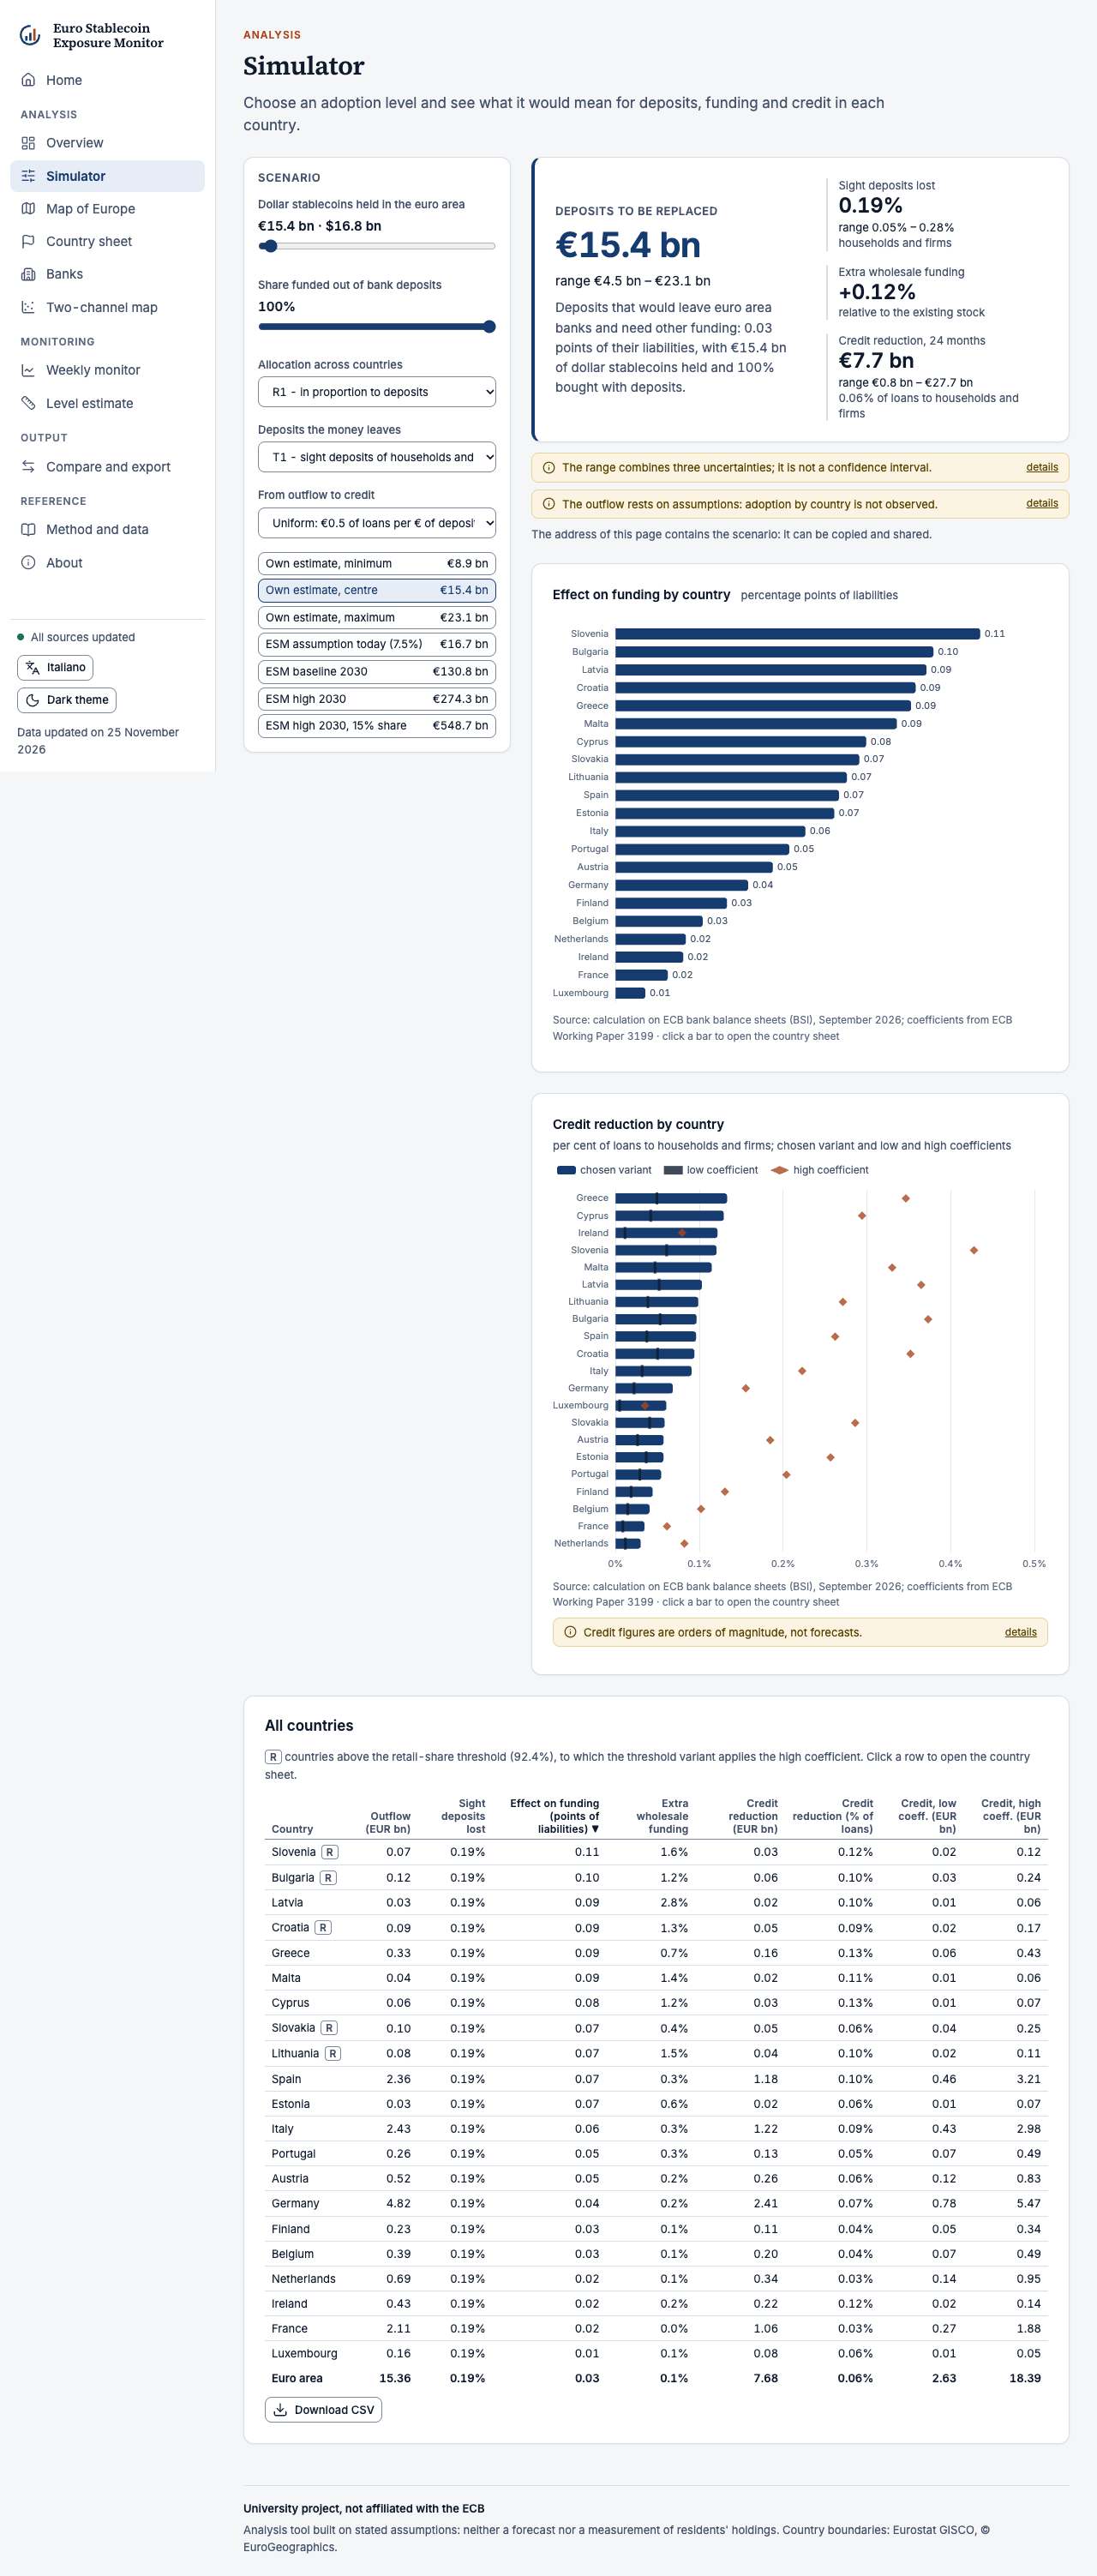 Euro Stablecoin
Exposure Monitor
Home
ANALYSIS
Overview
Simulator
Map of Europe
Country sheet
Banks
Two-channel map
MONITORING
Weekly monitor
Level estimate
OUTPUT
Compare and export
REFERENCE
Method and data
About
All sources updated
Italiano
Dark theme
Data updated on 25 November
2026
ANALYSIS
Simulator
Choose an adoption level and see what it would mean for deposits, funding and credit in each
country.
SCENARIO
Dollar stablecoins held in the euro area
€15.4 bn · $16.8 bn
Share funded out of bank deposits
100%
Allocation across countries
R1 - in proportion to deposits
Deposits the money leaves
T1 - sight deposits of households and
From outflow to credit
Uniform: €0.5 of loans per € of deposit
Own estimate, minimum €8.9 bn
Own estimate, centre €15.4 bn
Own estimate, maximum €23.1 bn
ESM assumption today (7.5%) €16.7 bn
ESM baseline 2030 €130.8 bn
ESM high 2030 €274.3 bn
ESM high 2030, 15% share €548.7 bn
DEPOSITS TO BE REPLACED
€15.4 bn
range €4.5 bn – €23.1 bn
Deposits that would leave euro area
banks and need other funding: 0.03
points of their liabilities, with €15.4 bn
of dollar stablecoins held and 100%
bought with deposits.
Sight deposits lost
0.19%
range 0.05% – 0.28%
households and firms
Extra wholesale funding
+0.12%
relative to the existing stock
Credit reduction, 24 months
€7.7 bn
range €0.8 bn – €27.7 bn
0.06% of loans to households and
firms
The range combines three uncertainties; it is not a confidence interval. details
The outflow rests on assumptions: adoption by country is not observed. details
The address of this page contains the scenario: it can be copied and shared.
Effect on funding by country percentage points of liabilities
Slovenia 0.11
Bulgaria 0.10
Latvia 0.09
Croatia 0.09
Greece 0.09
Malta 0.09
Cyprus 0.08
Slovakia 0.07
Lithuania 0.07
Spain 0.07
Estonia 0.07
Italy 0.06
Portugal 0.05
Austria 0.05
Germany 0.04
Finland 0.03
Belgium 0.03
Netherlands 0.02
Ireland 0.02
France 0.02
Luxembourg 0.01
Source: calculation on ECB bank balance sheets (BSI), September 2026; coefficients from ECB
Working Paper 3199 · click a bar to open the country sheet
Credit reduction by country
per cent of loans to households and firms; chosen variant and low and high coefficients
chosen variant low coefficient high coefficient
Greece
Cyprus
Ireland
Slovenia
Malta
Latvia
Lithuania
Bulgaria
Spain
Croatia
Italy
Germany
Luxembourg
Slovakia
Austria
Estonia
Portugal
Finland
Belgium
France
Netherlands
0% 0.1% 0.2% 0.3% 0.4% 0.5%
Source: calculation on ECB bank balance sheets (BSI), September 2026; coefficients from ECB
Working Paper 3199 · click a bar to open the country sheet
Credit figures are orders of magnitude, not forecasts. details
All countries
R countries above the retail-share threshold (92.4%), to which the threshold variant applies the high coefficient. Click a row to open the country
sheet.
Country Outflow (EUR bn) Sight deposits lost Effect on funding (points of liabilities) ▼ Extra wholesale funding Credit reduction (EUR bn) Credit reduction (% of loans) Credit, low coeff. (EUR bn) Credit, high coeff. (EUR bn)
Slovenia R 0.07 0.19% 0.11 1.6% 0.03 0.12% 0.02 0.12
Bulgaria R 0.12 0.19% 0.10 1.2% 0.06 0.10% 0.03 0.24
Latvia 0.03 0.19% 0.09 2.8% 0.02 0.10% 0.01 0.06
Croatia R 0.09 0.19% 0.09 1.3% 0.05 0.09% 0.02 0.17
Greece 0.33 0.19% 0.09 0.7% 0.16 0.13% 0.06 0.43
Malta 0.04 0.19% 0.09 1.4% 0.02 0.11% 0.01 0.06
Cyprus 0.06 0.19% 0.08 1.2% 0.03 0.13% 0.01 0.07
Slovakia R 0.10 0.19% 0.07 0.4% 0.05 0.06% 0.04 0.25
Lithuania R 0.08 0.19% 0.07 1.5% 0.04 0.10% 0.02 0.11
Spain 2.36 0.19% 0.07 0.3% 1.18 0.10% 0.46 3.21
Estonia 0.03 0.19% 0.07 0.6% 0.02 0.06% 0.01 0.07
Italy 2.43 0.19% 0.06 0.3% 1.22 0.09% 0.43 2.98
Portugal 0.26 0.19% 0.05 0.3% 0.13 0.05% 0.07 0.49
Austria 0.52 0.19% 0.05 0.2% 0.26 0.06% 0.12 0.83
Germany 4.82 0.19% 0.04 0.2% 2.41 0.07% 0.78 5.47
Finland 0.23 0.19% 0.03 0.1% 0.11 0.04% 0.05 0.34
Belgium 0.39 0.19% 0.03 0.1% 0.20 0.04% 0.07 0.49
Netherlands 0.69 0.19% 0.02 0.1% 0.34 0.03% 0.14 0.95
Ireland 0.43 0.19% 0.02 0.2% 0.22 0.12% 0.02 0.14
France 2.11 0.19% 0.02 0.0% 1.06 0.03% 0.27 1.88
Luxembourg 0.16 0.19% 0.01 0.1% 0.08 0.06% 0.01 0.05
Euro area 15.36 0.19% 0.03 0.1% 7.68 0.06% 2.63 18.39
Download CSV
University project, not affiliated with the ECB
Analysis tool built on stated assumptions: neither a forecast nor a measurement of residents' holdings. Country boundaries: Eurostat GISCO, ©
EuroGeographics.